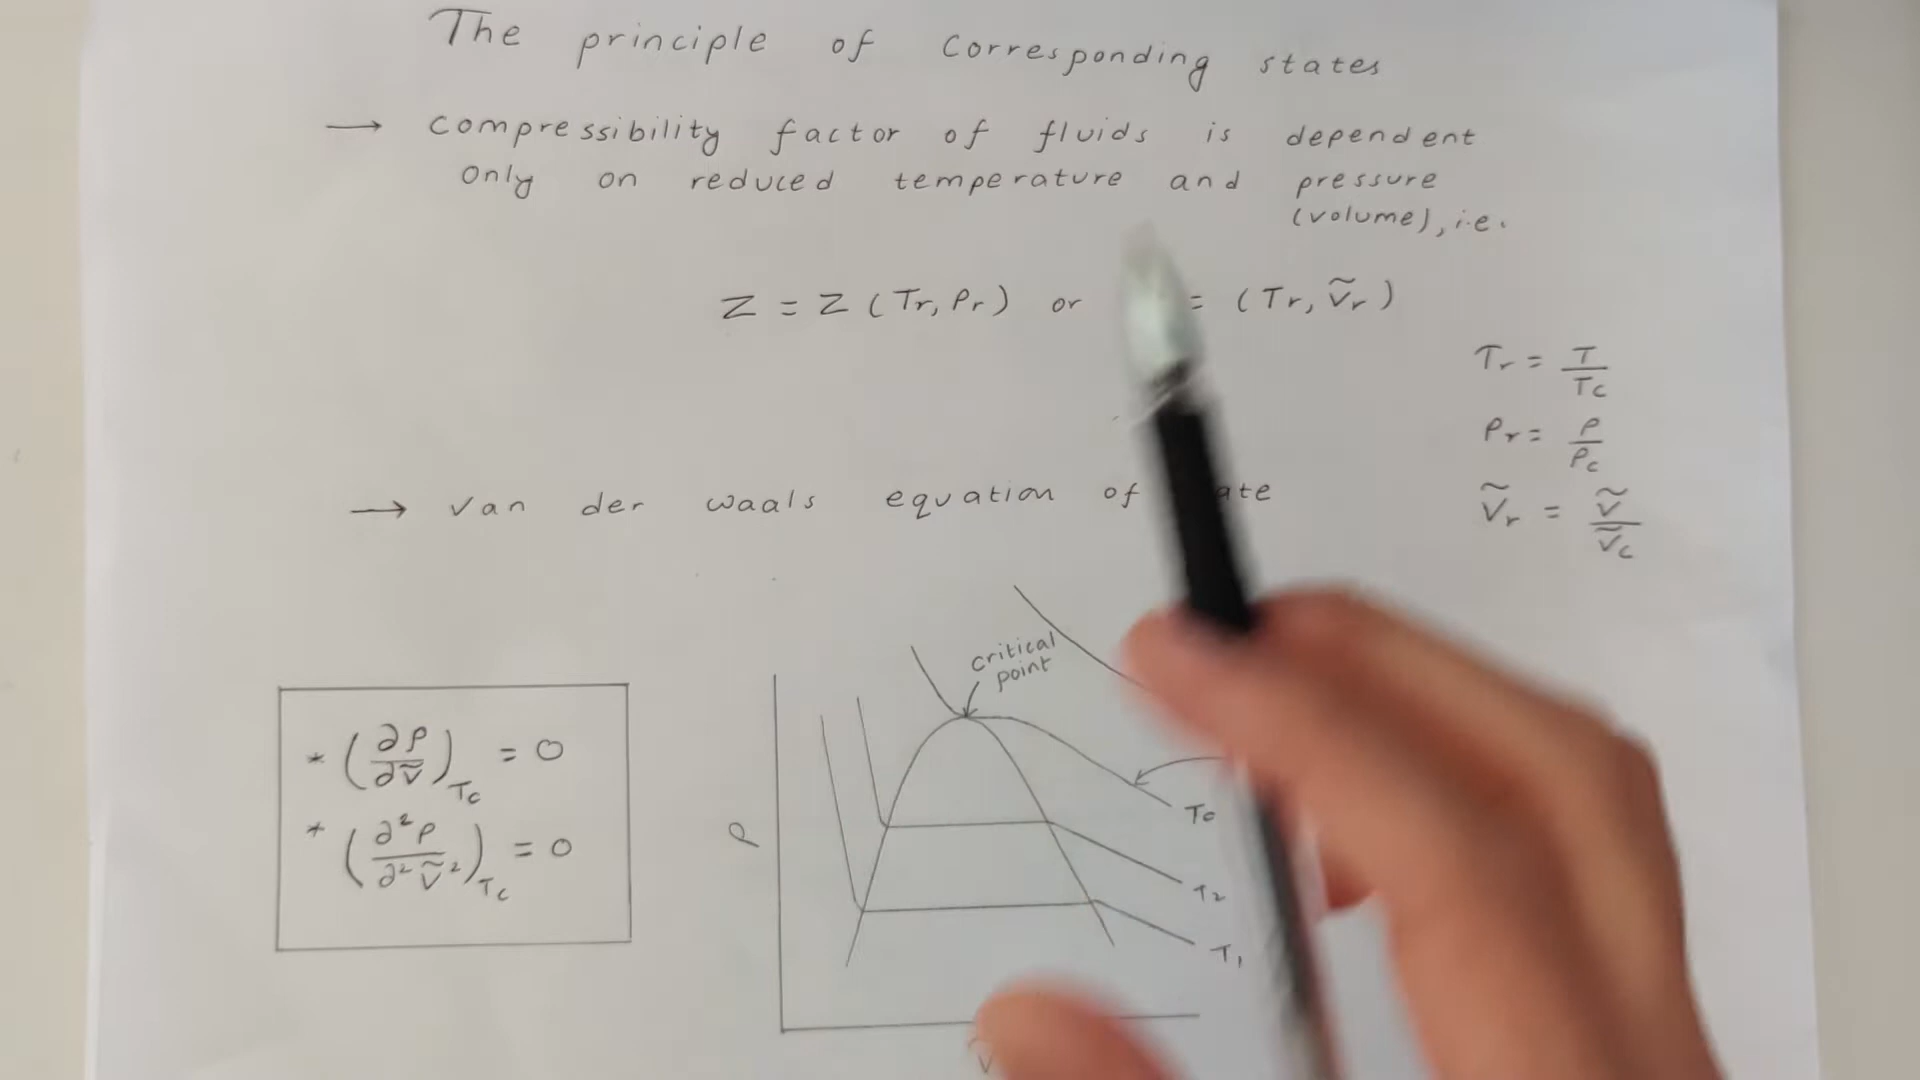 The principle of corresponding states
→ compressibility factor of fluids is dependent
only on reduced temperature and pressure
(volume), i.e.
Z = Z (Tr, Pr) or = (Tr, Ṽr)
Tr = T/Tc
Pr = P/Pc
Ṽr = Ṽ/Ṽc
→ van der waals equation of
critical
point
* (∂P/∂Ṽ)Tc = 0
* (∂²P/∂²Ṽ²)Tc = 0
P
Tc
T2
T1